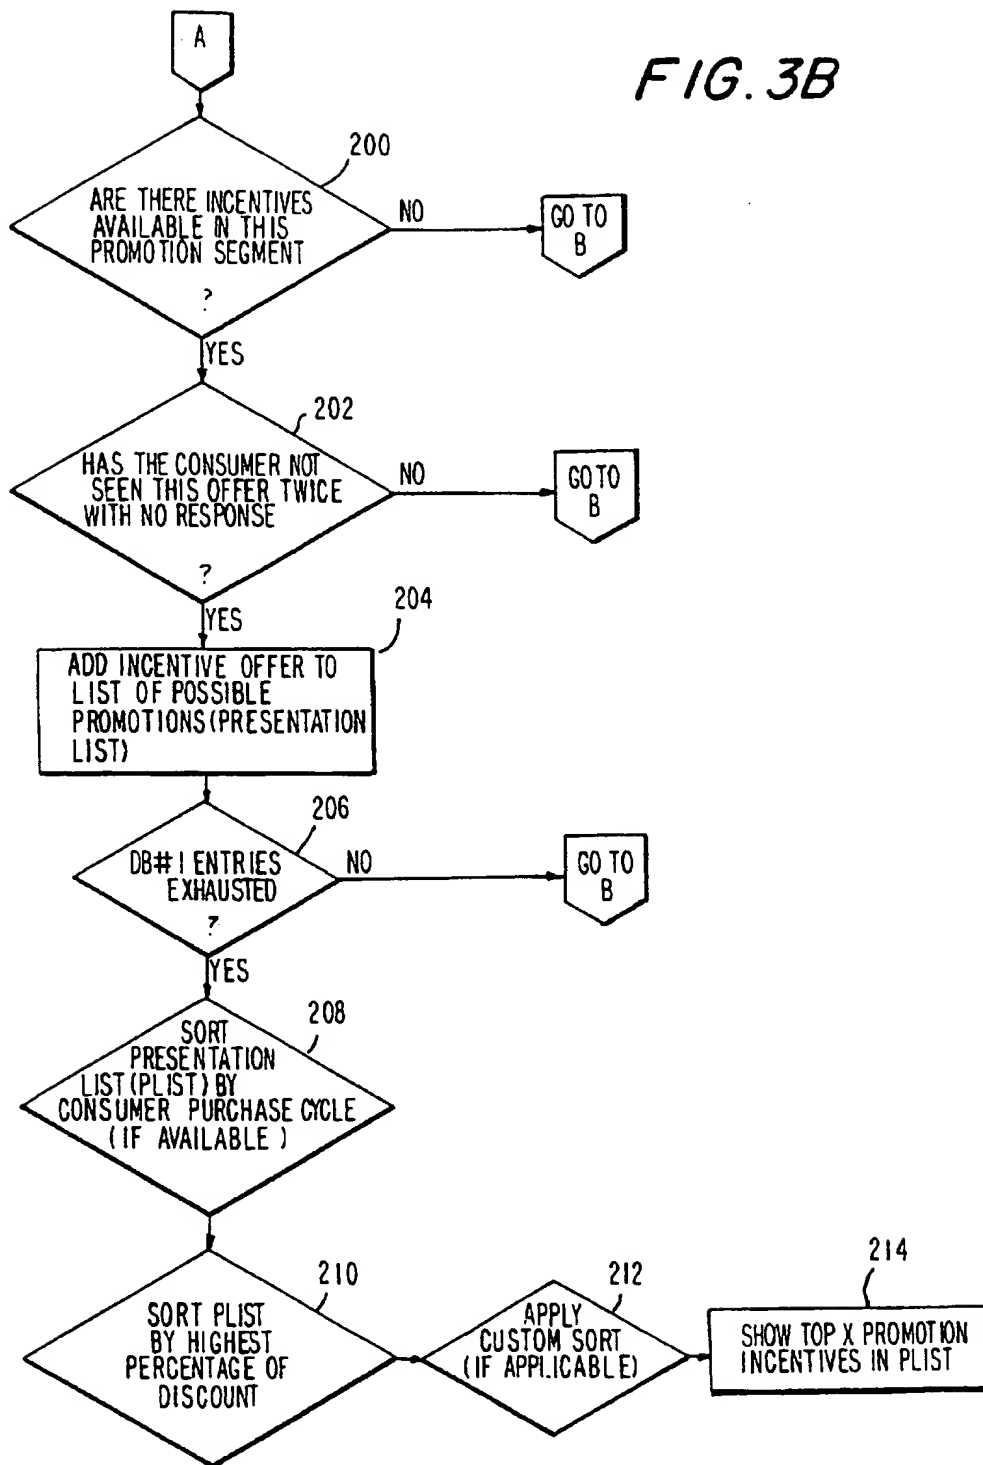 A
FIG. 3B
200
ARE THERE INCENTIVES
AVAILABLE IN THIS
PROMOTION SEGMENT
?
NO
GO TO
B
YES
202
HAS THE CONSUMER NOT
SEEN THIS OFFER TWICE
WITH NO RESPONSE
?
NO
GO TO
B
YES
204
ADD INCENTIVE OFFER TO
LIST OF POSSIBLE
PROMOTIONS (PRESENTATION
LIST)
206
DB# 1 ENTRIES
EXHAUSTED
?
NO
GO TO
B
YES
208
SORT
PRESENTATION
LIST (PLIST) BY
CONSUMER PURCHASE CYCLE
(IF AVAILABLE)
210
SORT PLIST
BY HIGHEST
PERCENTAGE OF
DISCOUNT
212
APPLY
CUSTOM SORT
(IF APPLICABLE)
214
SHOW TOP X PROMOTION
INCENTIVES IN PLIST